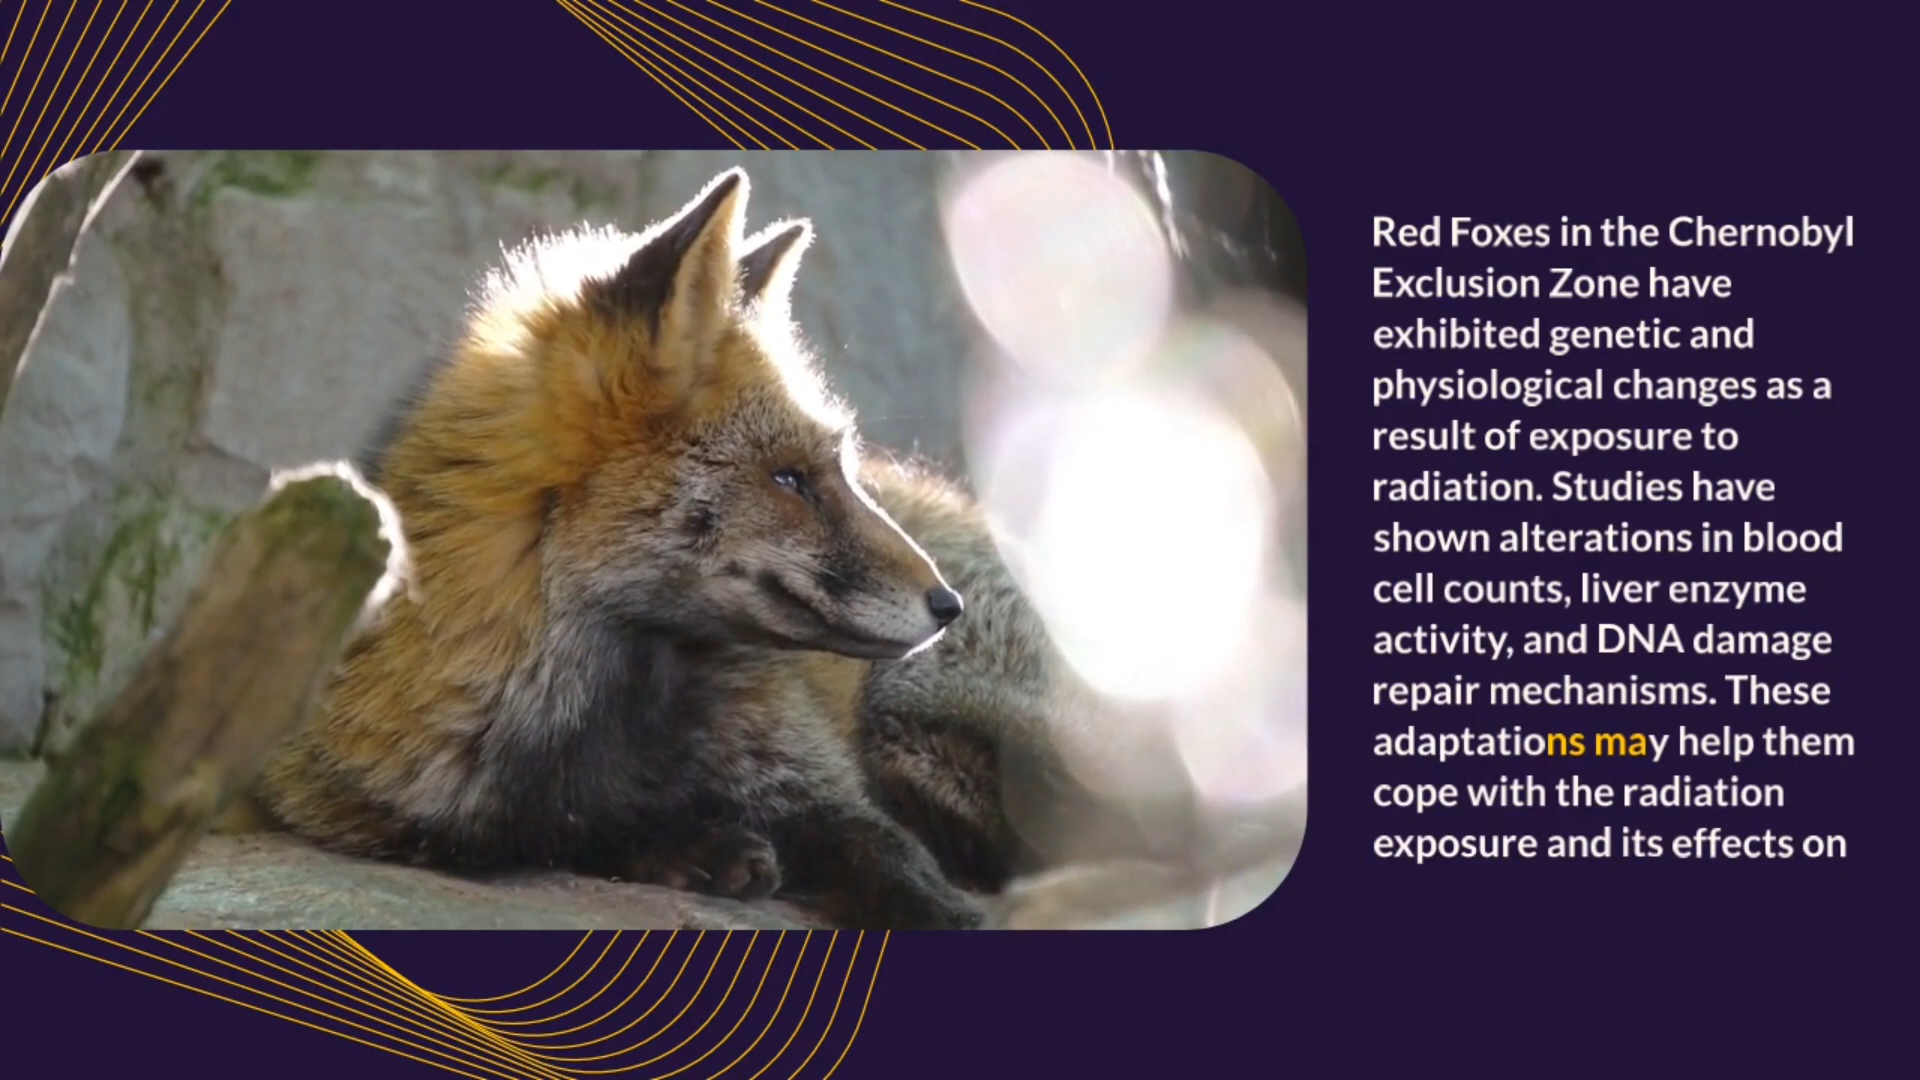 Red Foxes in the Chernobyl
Exclusion Zone have
exhibited genetic and
physiological changes as a
result of exposure to
radiation. Studies have
shown alterations in blood
cell counts, liver enzyme
activity, and DNA damage
repair mechanisms. These
adaptations may help them
cope with the radiation
exposure and its effects on